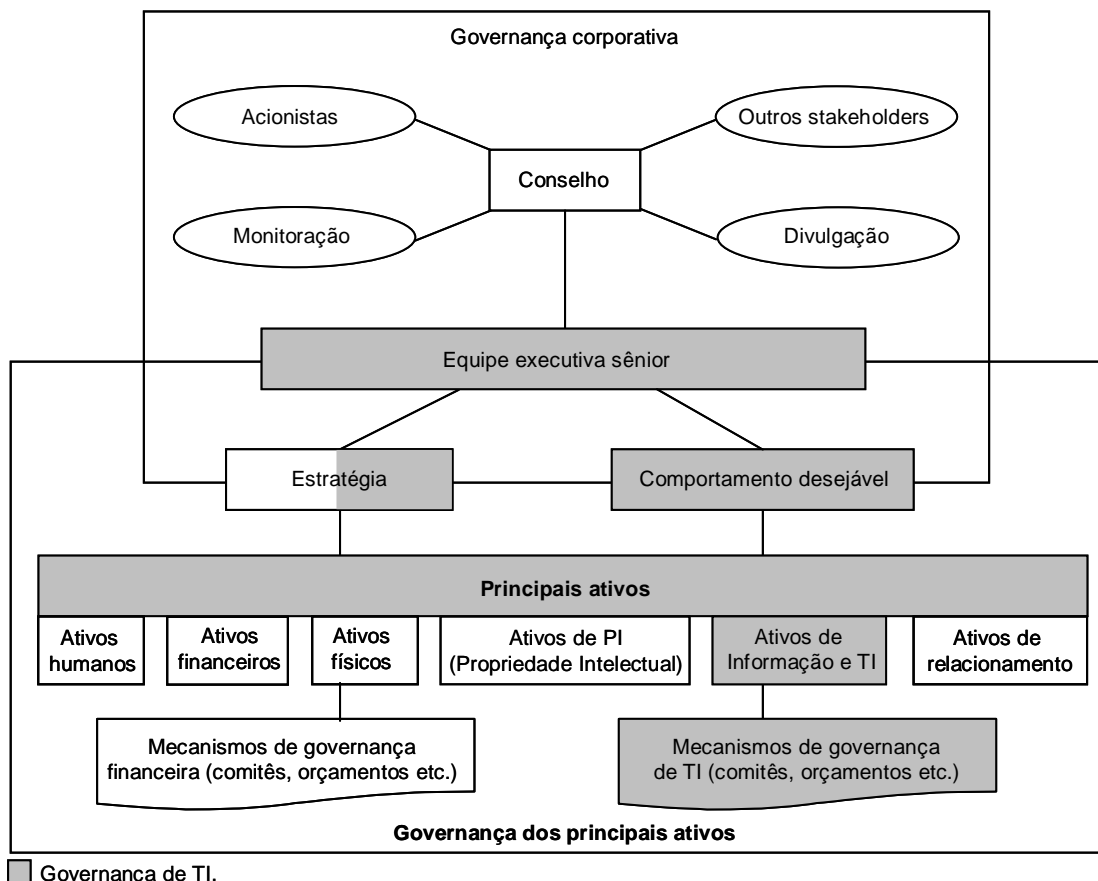 Governança corporativa
Acionistas
Outros stakeholders
Conselho
Monitoração
Divulgação
Equipe executiva sênior
Estratégia
Comportamento desejável
Principais ativos
Ativos
humanos
Ativos
financeiros
Ativos
físicos
Ativos de PI
(Propriedade Intelectual)
Ativos de
Informação e TI
Ativos de
relacionamento
Mecanismos de governança
financeira (comitês, orçamentos etc.)
Mecanismos de governança
de TI (comitês, orçamentos etc.)
Governança dos principais ativos
Governança de TI.